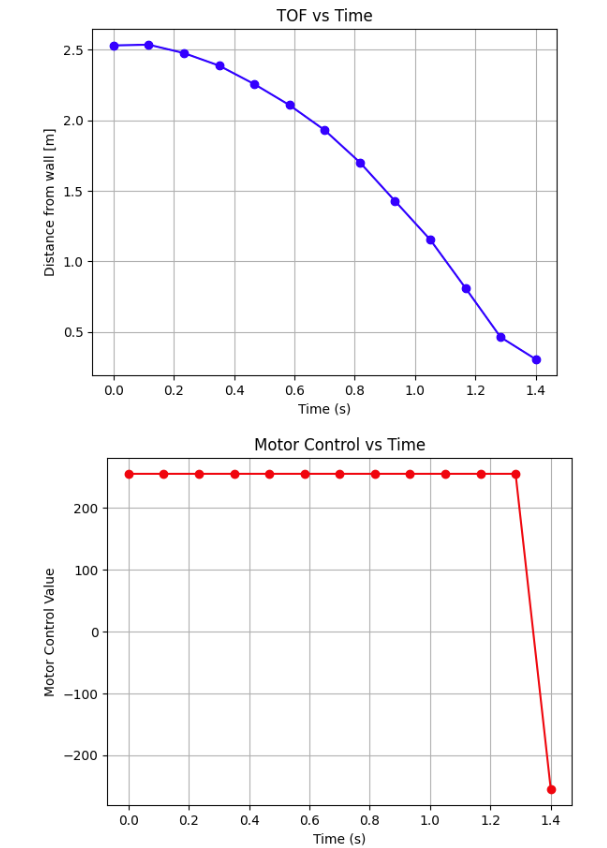 TOF vs Time
Distance from wall [m]
2.5
2.0
1.5
1.0
0.5
0.0 0.2 0.4 0.6 0.8 1.0 1.2 1.4
Time (s)
Motor Control vs Time
Motor Control Value
200
100
0
−100
−200
0.0 0.2 0.4 0.6 0.8 1.0 1.2 1.4
Time (s)